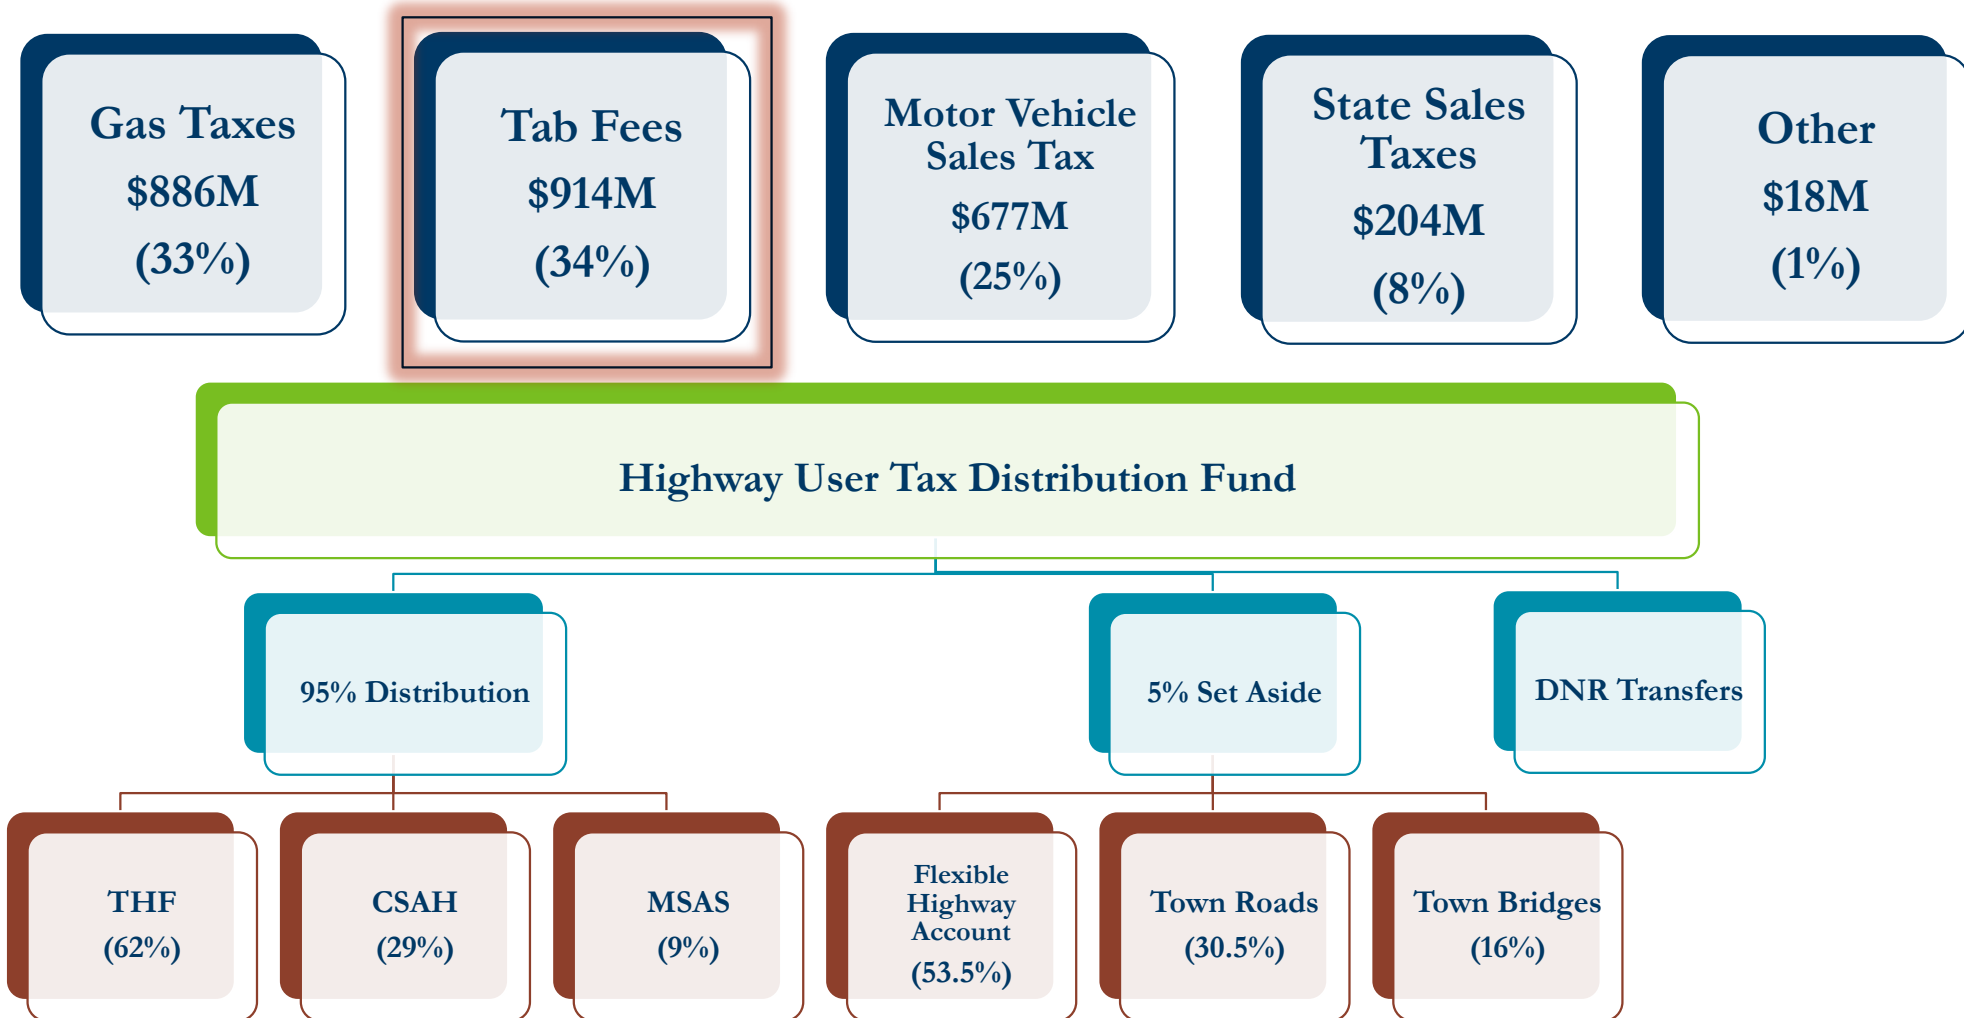 Gas Taxes
$886M
(33%)
Tab Fees
$914M
(34%)
Motor Vehicle
Sales Tax
$677M
(25%)
State Sales
Taxes
$204M
(8%)
Other
$18M
(1%)
Highway User Tax Distribution Fund
95% Distribution
5% Set Aside
DNR Transfers
THF
(62%)
CSAH
(29%)
MSAS
(9%)
Flexible
Highway
Account
(53.5%)
Town Roads
(30.5%)
Town Bridges
(16%)